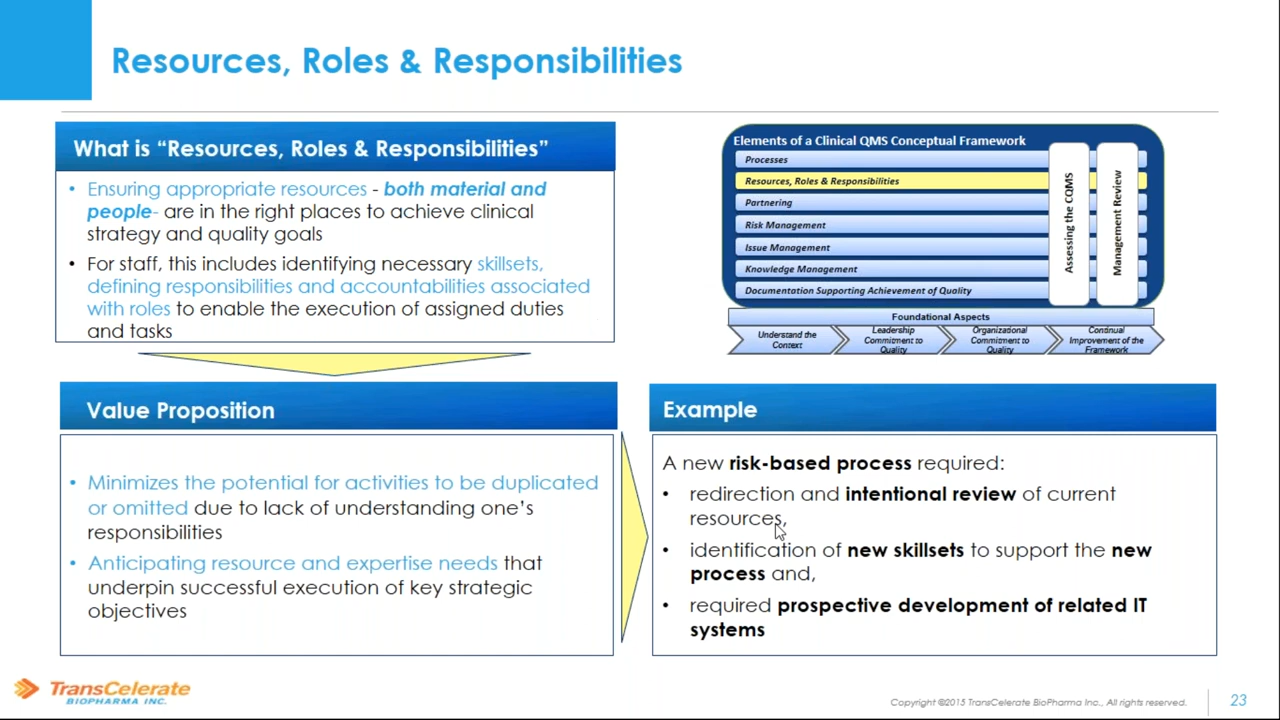 Resources, Roles & Responsibilities
What is “Resources, Roles & Responsibilities”
• Ensuring appropriate resources - both material and
people- are in the right places to achieve clinical
strategy and quality goals
• For staff, this includes identifying necessary skillsets,
defining responsibilities and accountabilities associated
with roles to enable the execution of assigned duties
and tasks
Elements of a Clinical QMS Conceptual Framework
Processes
Resources, Roles & Responsibilities
Partnering
Risk Management
Issue Management
Knowledge Management
Documentation Supporting Achievement of Quality
Assessing the CQMS
Management Review
Foundational Aspects
Understand the
Context
Leadership
Commitment to
Quality
Organizational
Commitment to
Quality
Continual
Improvement of the
Framework
Value Proposition
• Minimizes the potential for activities to be duplicated
or omitted due to lack of understanding one’s
responsibilities
• Anticipating resource and expertise needs that
underpin successful execution of key strategic
objectives
Example
A new risk-based process required:
• redirection and intentional review of current
resources,
• identification of new skillsets to support the new
process and,
• required prospective development of related IT
systems
TransCelerate
BIOPHARMA INC.
Copyright ©2015 TransCelerate BioPharma Inc., All rights reserved.
23